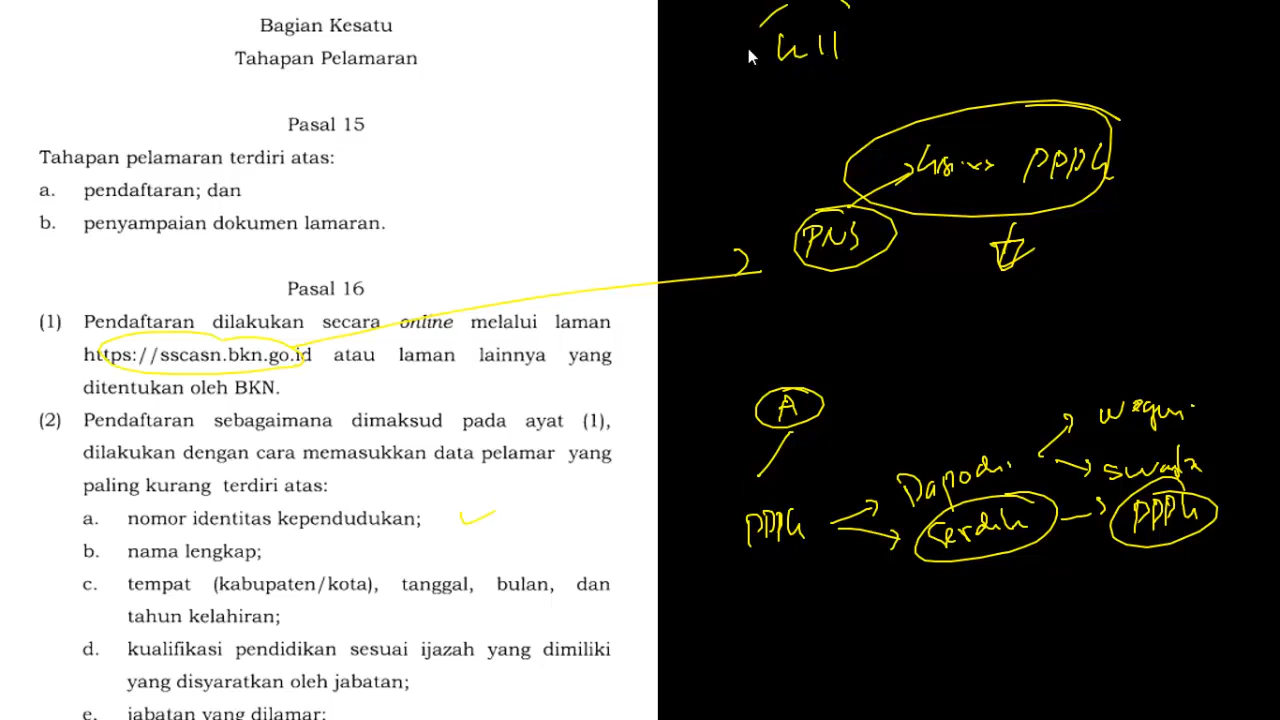 Bagian Kesatu
Tahapan Pelamaran
Pasal 15
Tahapan pelamaran terdiri atas:
a. pendaftaran; dan
b. penyampaian dokumen lamaran.
Pasal 16
(1) Pendaftaran dilakukan secara online melalui laman
https://sscasn.bkn.go.id atau laman lainnya yang
ditentukan oleh BKN.
(2) Pendaftaran sebagaimana dimaksud pada ayat (1),
dilakukan dengan cara memasukkan data pelamar yang
paling kurang terdiri atas:
a. nomor identitas kependudukan;
b. nama lengkap;
c. tempat (kabupaten/kota), tanggal, bulan, dan
tahun kelahiran;
d. kualifikasi pendidikan sesuai ijazah yang dimiliki
yang disyaratkan oleh jabatan;
e. jabatan yang dilamar;
PPPK
PNS
2
A
Dapodik
PPPK
Serdik
PPPK